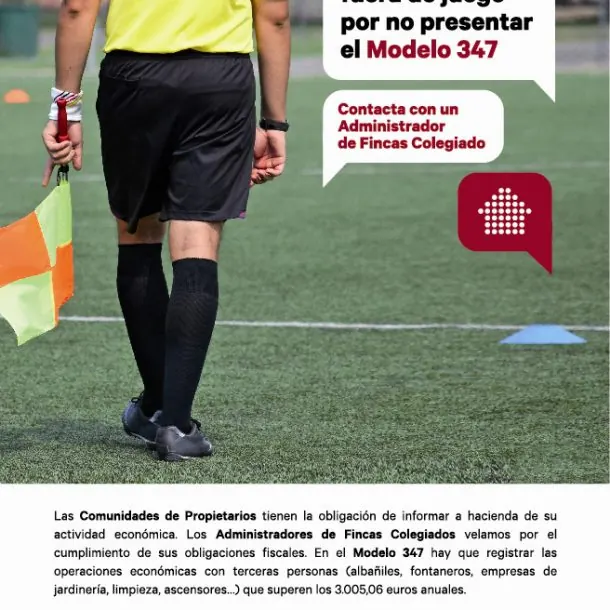 fuera de juego
por no presentar
el Modelo 347
Contacta con un
Administrador
de Fincas Colegiado
Las Comunidades de Propietarios tienen la obligación de informar a hacienda de su
actividad económica. Los Administradores de Fincas Colegiados velamos por el
cumplimiento de sus obligaciones fiscales. En el Modelo 347 hay que registrar las
operaciones económicas con terceras personas (albañiles, fontaneros, empresas de
jardinería, limpieza, ascensores...) que superen los 3.005,06 euros anuales.